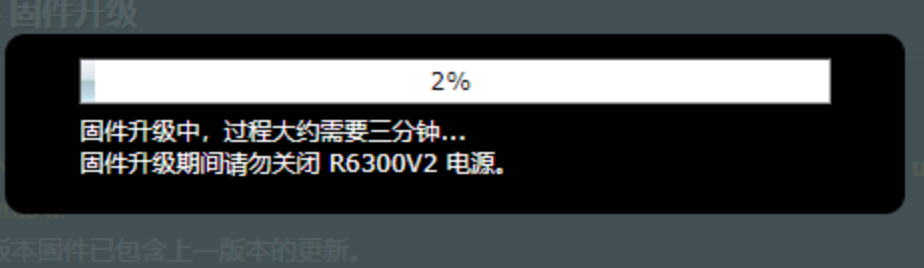 固件升级
2%
固件升级中，过程大约需要三分钟...
固件升级期间请勿关闭 R6300V2 电源。
版本固件已包含上一版本的更新。